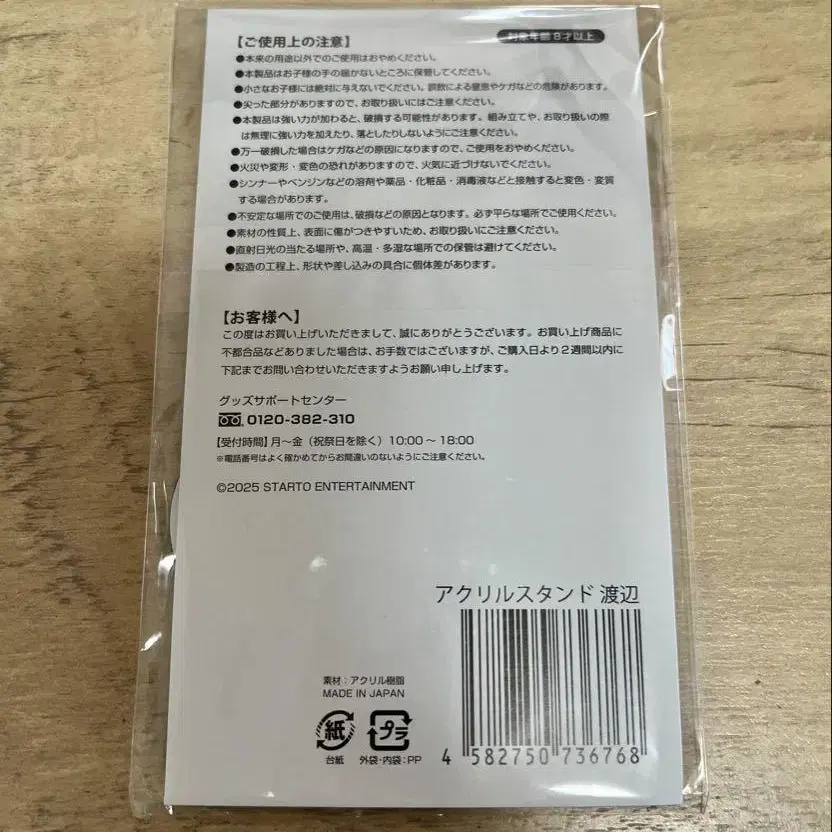 【ご使用上の注意】
対象年齢 8才以上
●本来の用途以外でのご使用はおやめください。
●本製品はお子様の手の届かないところに保管してください。
●小さなお子様には絶対に与えないでください。誤飲による窒息やケガなどの危険があります。
●尖った部分がありますので、お取り扱いにはご注意ください。
●本製品は強い力が加わると、破損する可能性があります。組み立てや、お取り扱いの際
は無理に強い力を加えたり、落としたりしないようにご注意ください。
●万一破損した場合はケガなどの原因になりますので、ご使用をおやめください。
●火災や変形・変色の恐れがありますので、火気に近づけないでください。
●シンナーやベンジンなどの溶剤や薬品・化粧品・消毒液などと接触すると変色・変質
する場合があります。
●不安定な場所でのご使用は、破損などの原因となります。必ず平らな場所でご使用ください。
●素材の性質上、表面に傷がつきやすいため、お取り扱いにご注意ください。
●直射日光の当たる場所や、高温・多湿な場所での保管は避けてください。
●製造の工程上、形状や差し込みの具合に個体差があります。
【お客様へ】
この度はお買い上げいただきまして、誠にありがとうございます。お買い上げ商品に
不都合品などありました場合は、お手数ではございますが、ご購入日より2週間以内に
下記までお問い合わせいただきますようお願い申し上げます。
グッズサポートセンター
0120-382-310
【受付時間】月〜金（祝祭日を除く）10:00〜18:00
※電話番号はよく確かめてからお間違いのないようにご注意ください。
©2025 STARTO ENTERTAINMENT
アクリルスタンド 渡辺
素材：アクリル樹脂
MADE IN JAPAN
紙
プラ
台紙
外袋・内袋：PP
4 582750 736768